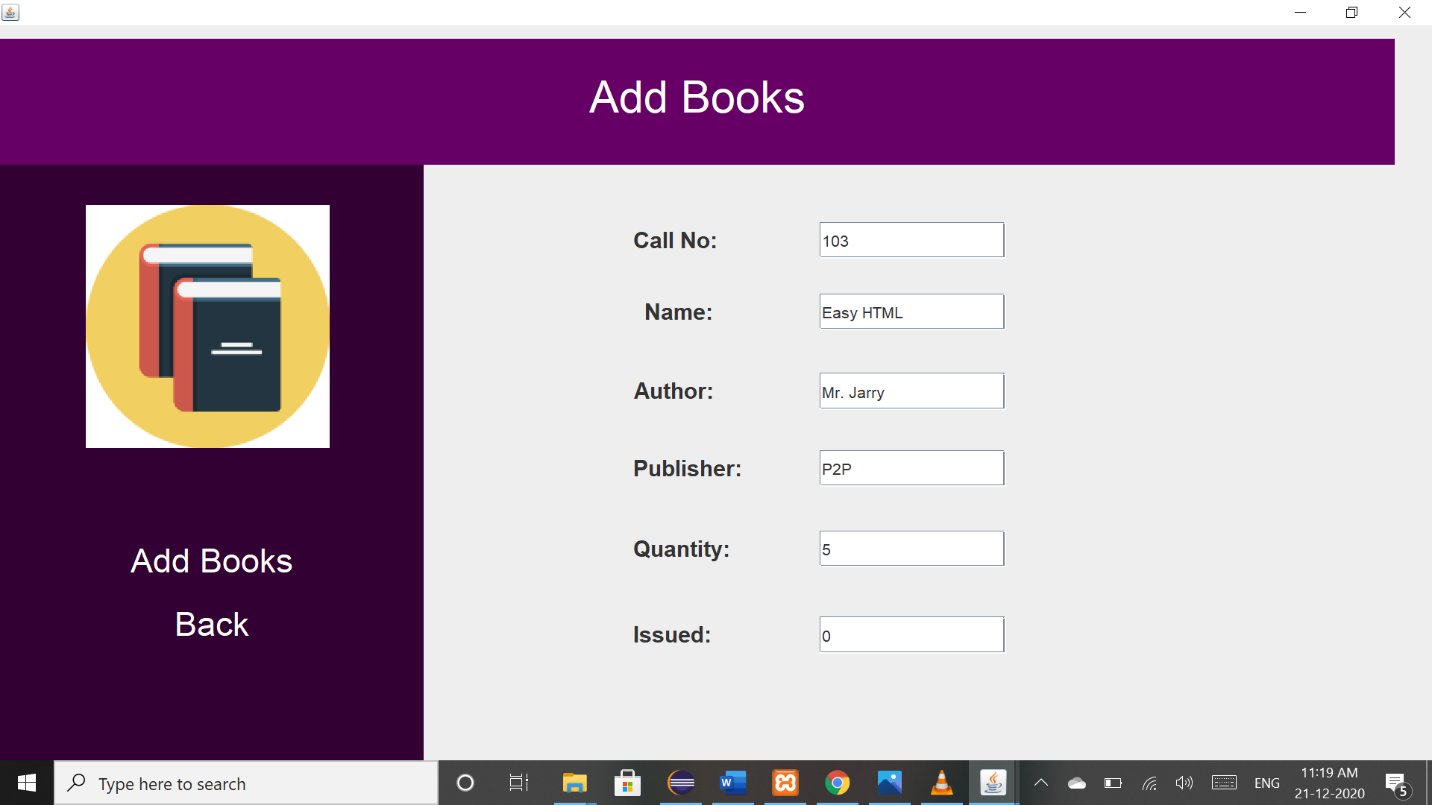 Add Books
Call No: 103
Name: Easy HTML
Author: Mr. Jarry
Publisher: P2P
Quantity: 5
Issued: 0
Add Books
Back
Type here to search
W
ENG
11:19 AM
21-12-2020
5